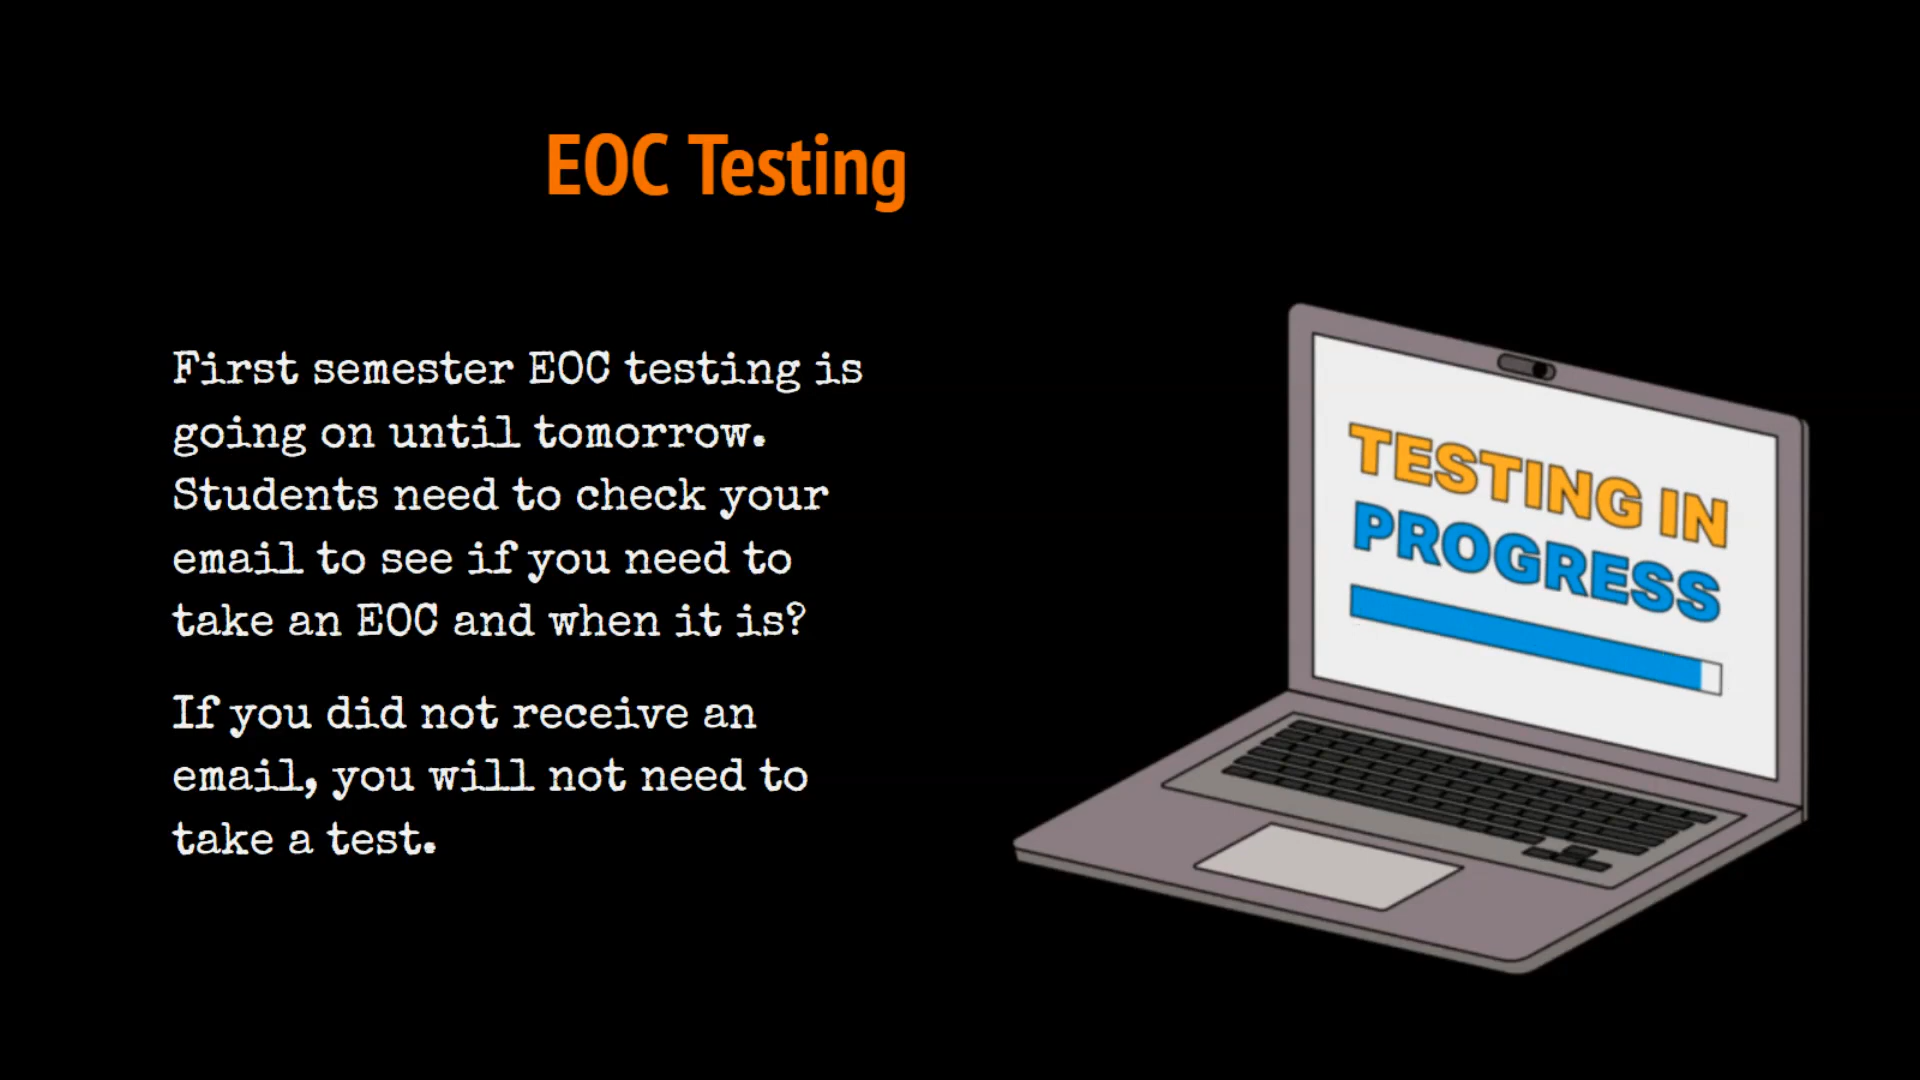 EOC Testing
First semester EOC testing is
going on until tomorrow.
Students need to check your
email to see if you need to
take an EOC and when it is?
If you did not receive an
email, you will not need to
take a test.
TESTING IN
PROGRESS